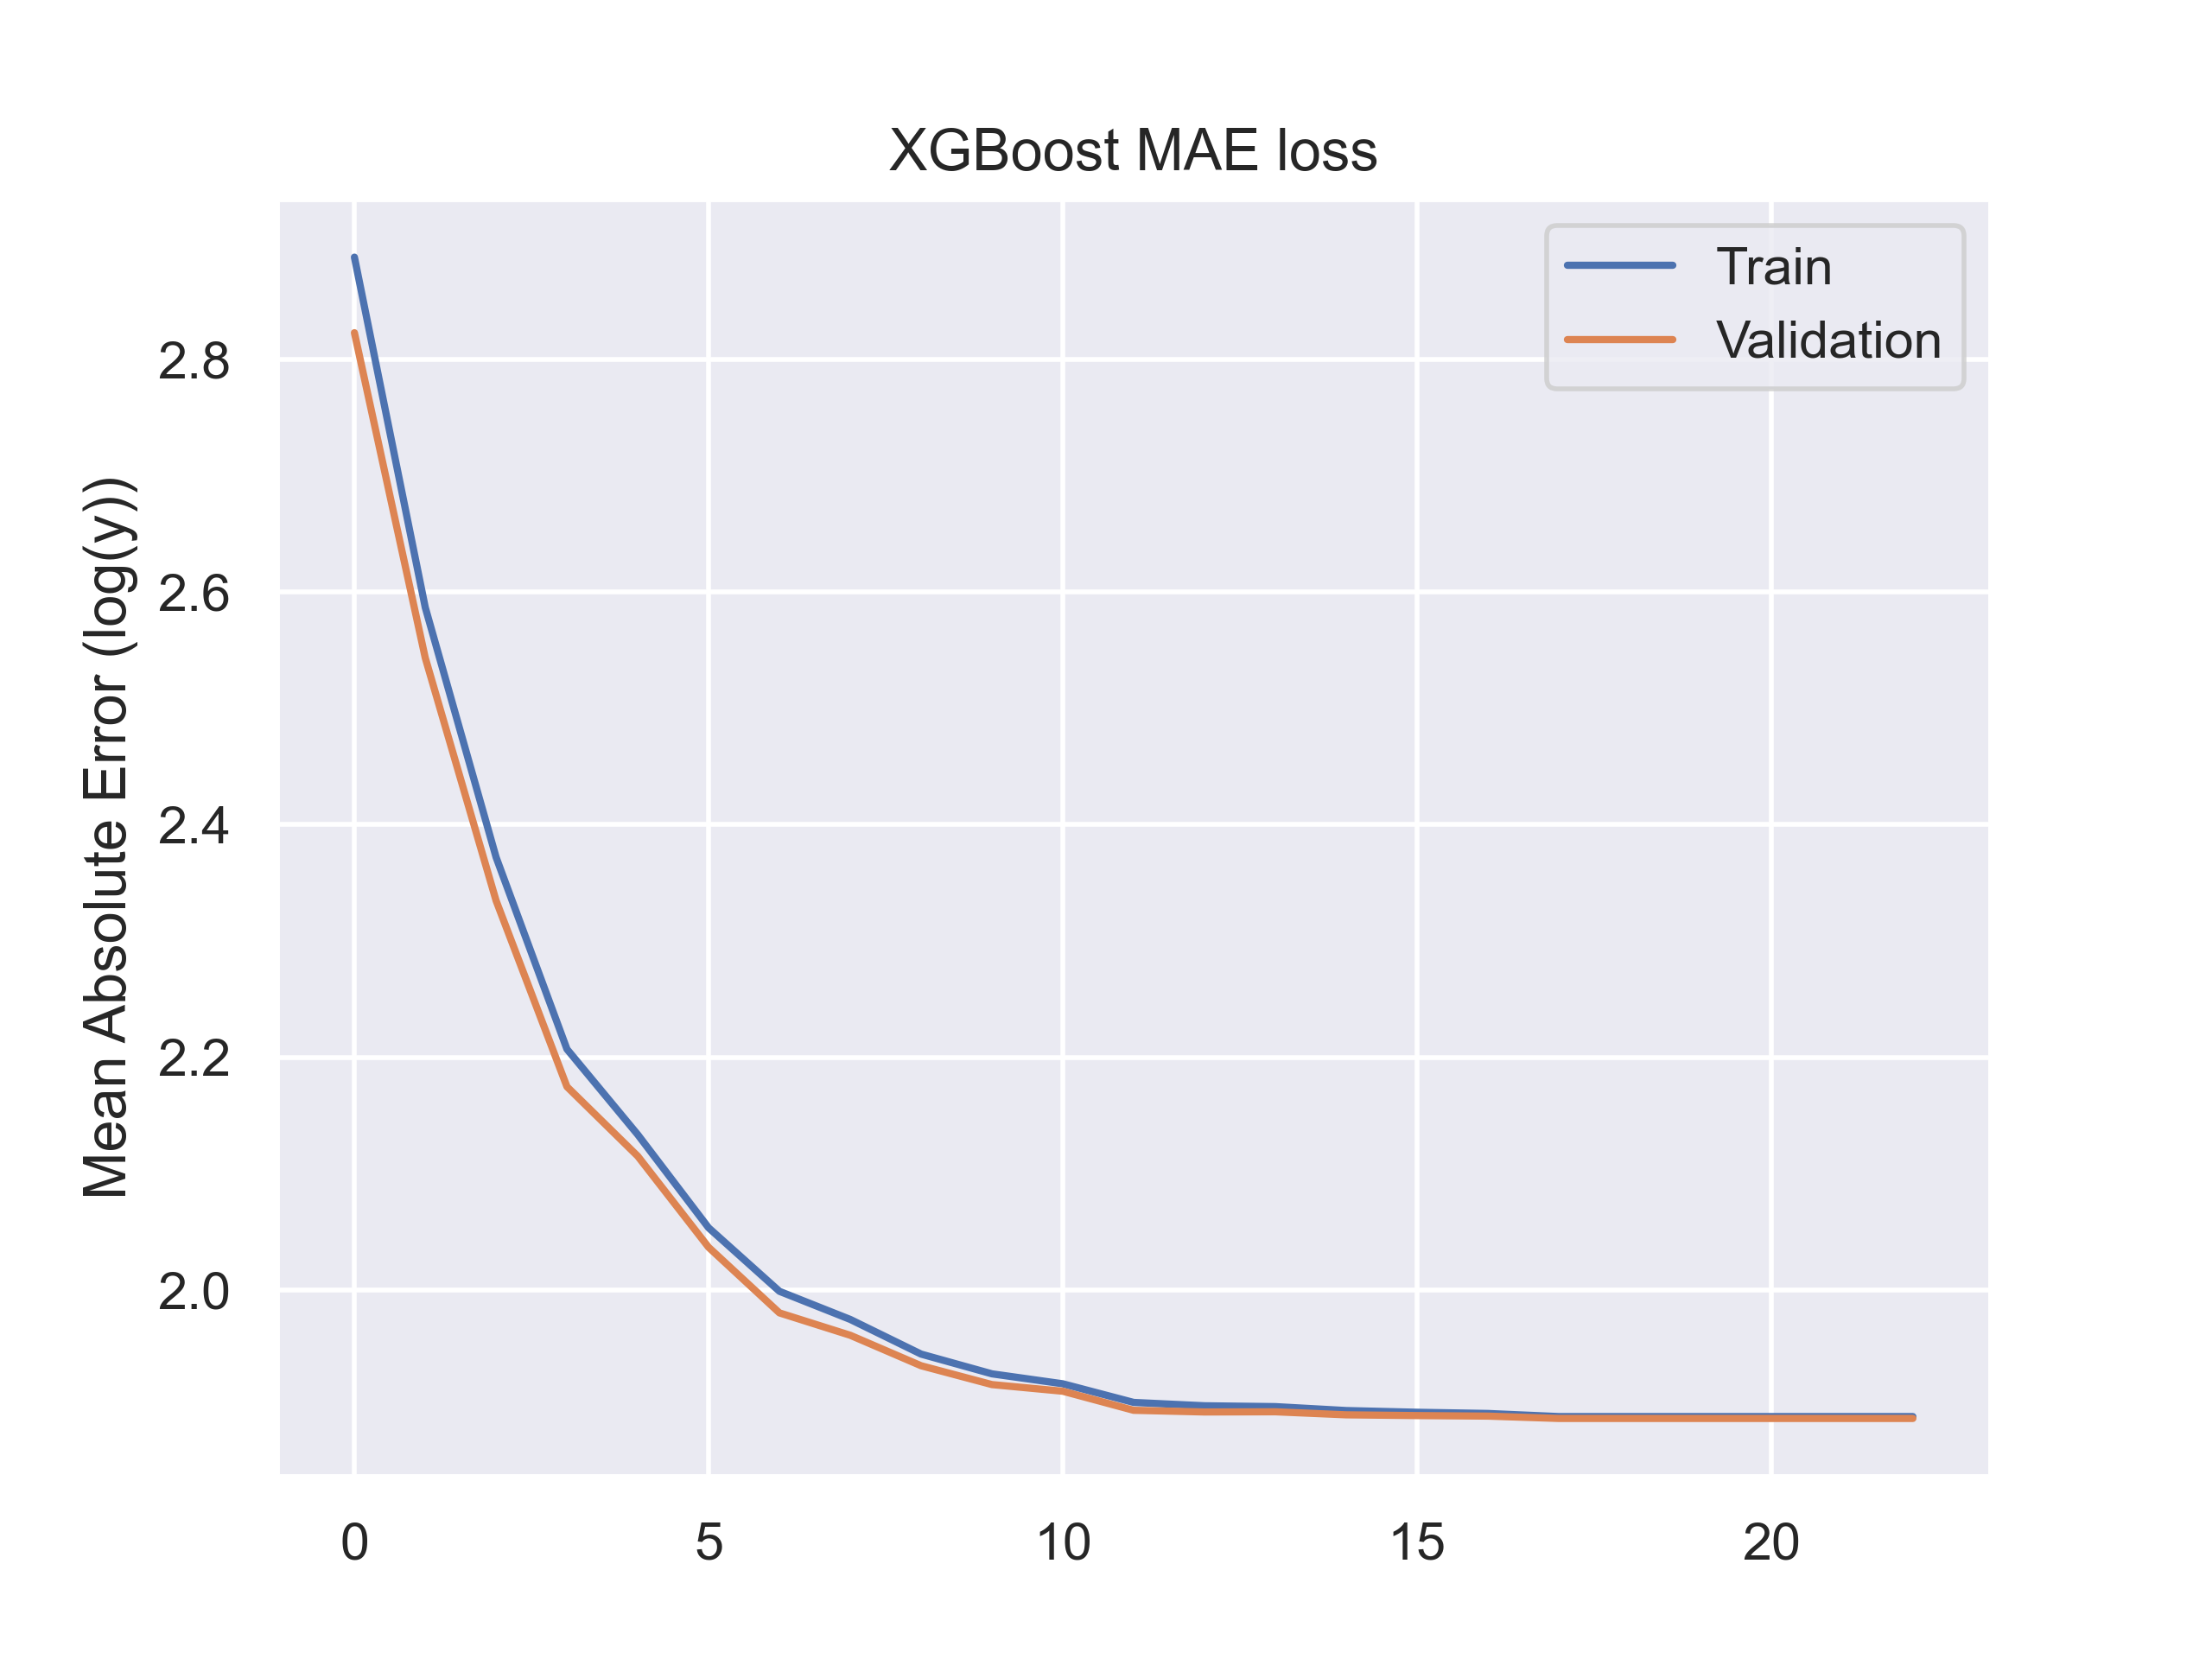 XGBoost MAE loss
Train
Validation
Mean Absolute Error (log(y))
2.8
2.6
2.4
2.2
2.0
0 5 10 15 20